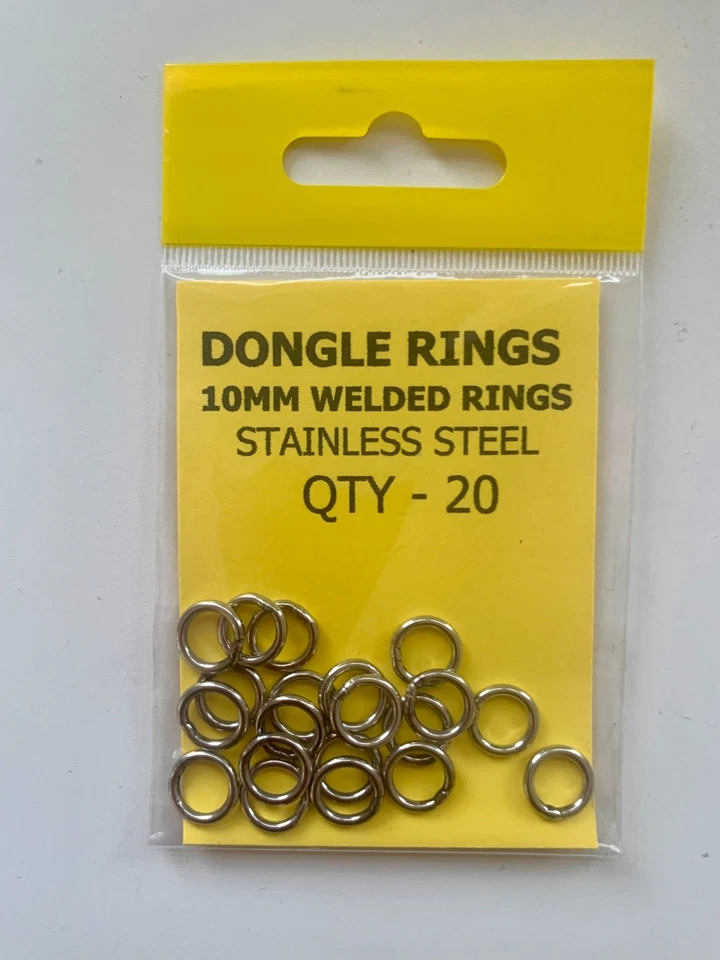 DONGLE RINGS
10MM WELDED RINGS
STAINLESS STEEL
QTY - 20